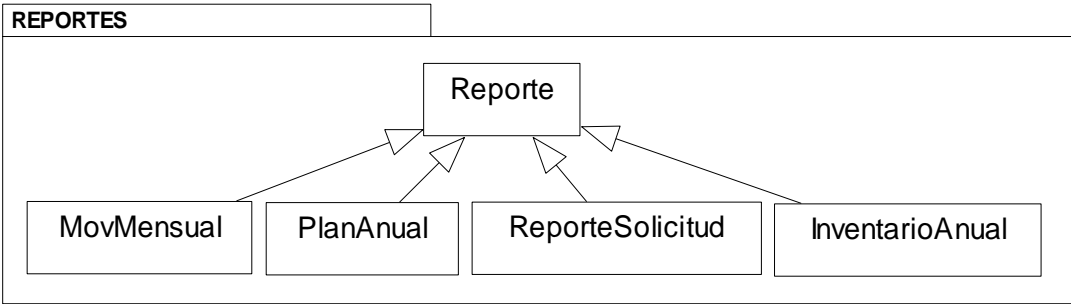 REPORTES
Reporte
MovMensual
PlanAnual
ReporteSolicitud
InventarioAnual